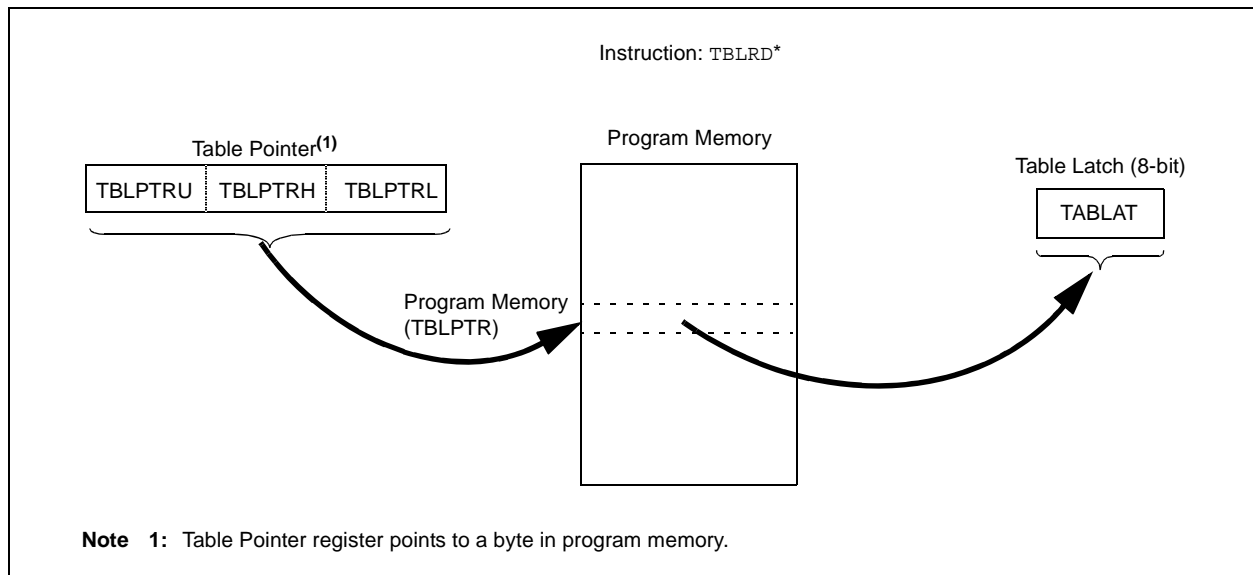 Instruction: TBLRD*
Table Pointer(1)
Program Memory
Table Latch (8-bit)
TBLPTRU TBLPTRH TBLPTRL
TABLAT
Program Memory
(TBLPTR)
Note 1: Table Pointer register points to a byte in program memory.